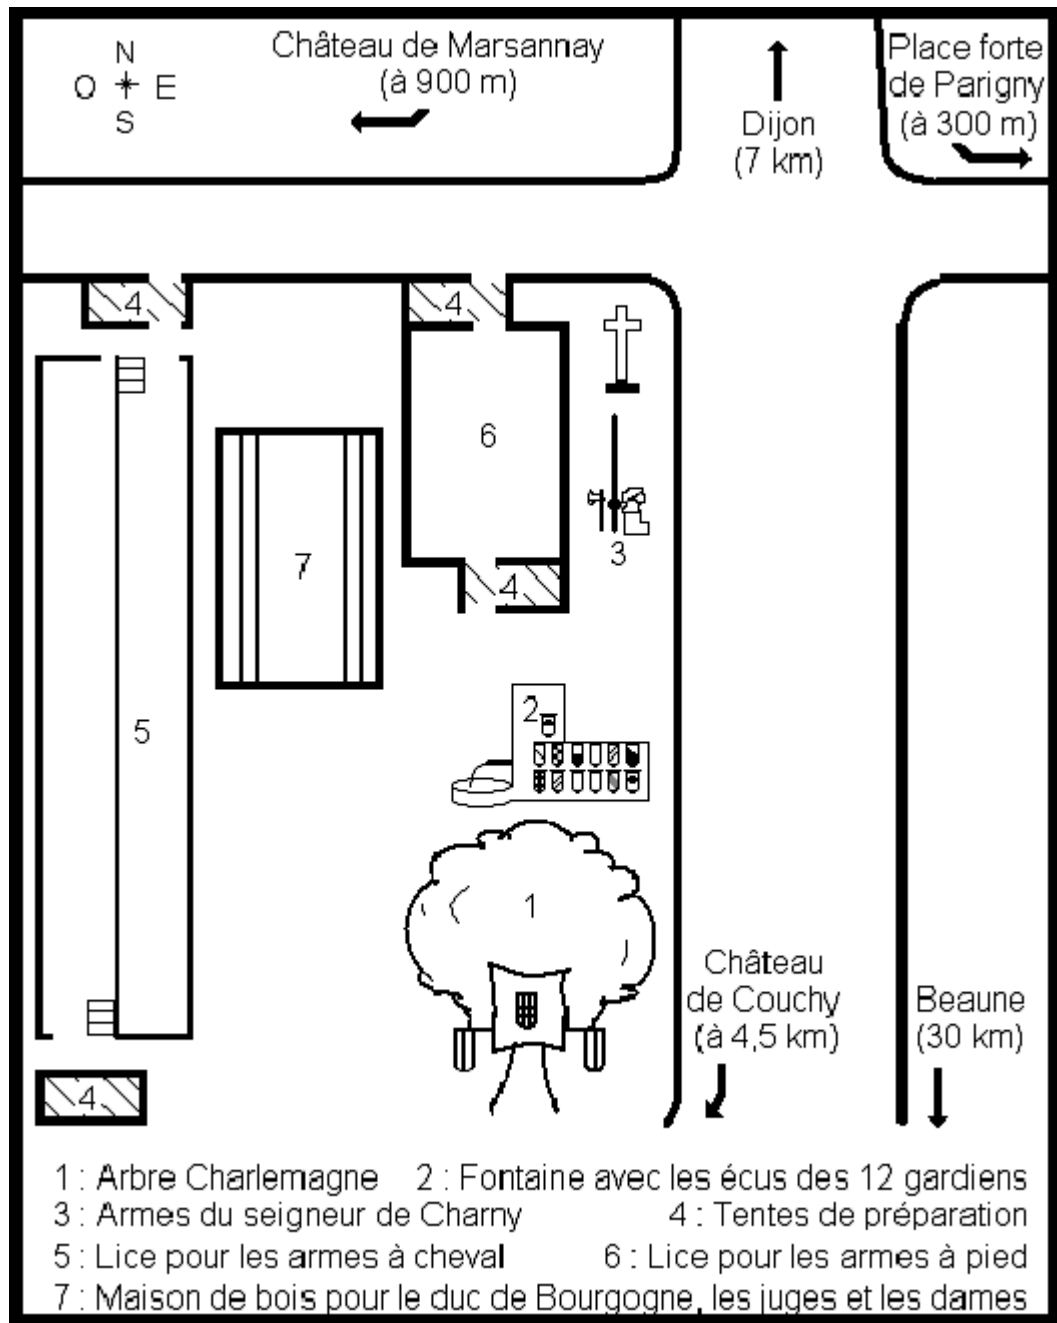 N
O E
S
Château de Marsannay
(à 900 m)
Dijon
(7 km)
Place forte
de Parigny
(à 300 m)
4
4
6
3
7
4
2
5
1
Château
de Couchy
(à 4,5 km)
Beaune
(30 km)
4
1 : Arbre Charlemagne 2 : Fontaine avec les écus des 12 gardiens
3 : Armes du seigneur de Charny 4 : Tentes de préparation
5 : Lice pour les armes à cheval 6 : Lice pour les armes à pied
7 : Maison de bois pour le duc de Bourgogne, les juges et les dames